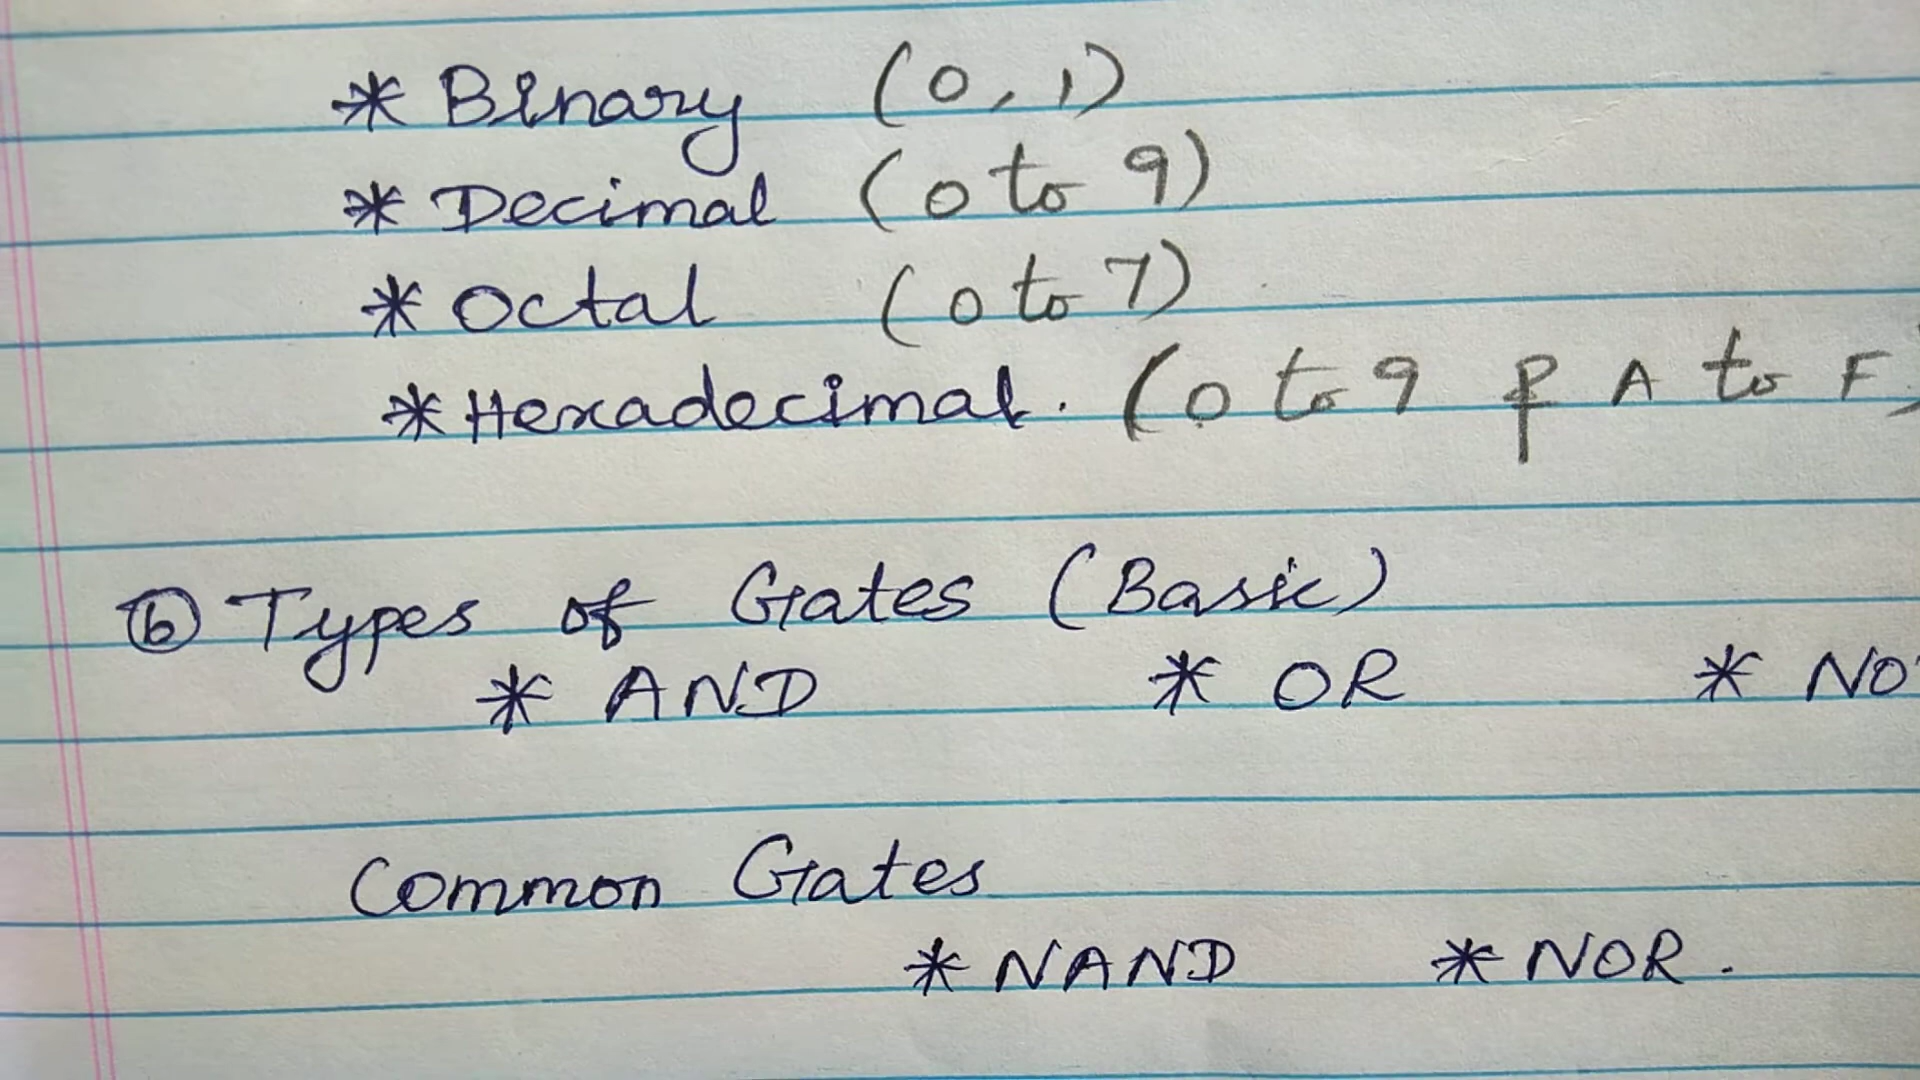 * Binary (0, 1)
* Decimal (0 to 9)
* Octal (0 to 7)
* Hexadecimal. (0 to 9 & A to F)
⑥ Types of Gates (Basic)
* AND * OR * NO
Common Gates
* NAND * NOR.